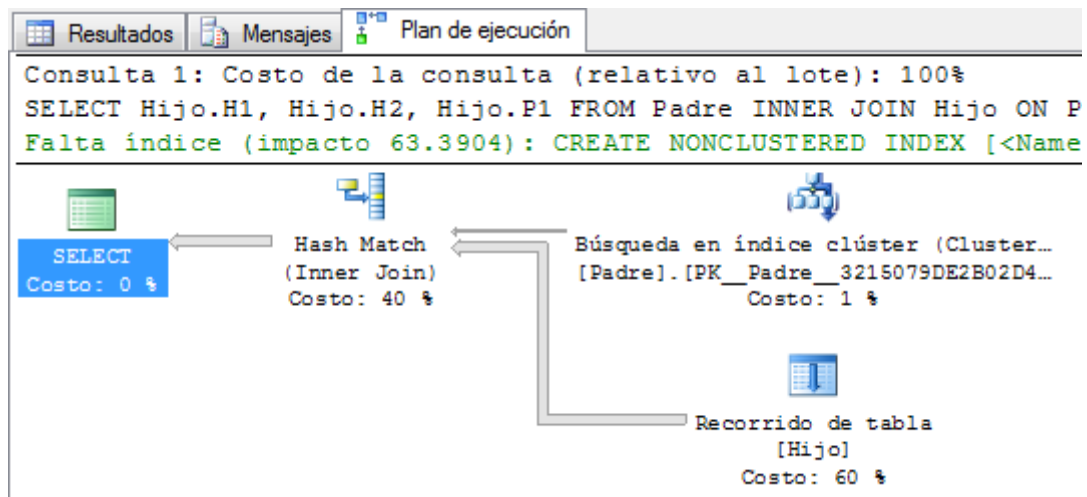 Resultados Mensajes Plan de ejecución
Consulta 1: Costo de la consulta (relativo al lote): 100%
SELECT Hijo.H1, Hijo.H2, Hijo.P1 FROM Padre INNER JOIN Hijo ON P
Falta índice (impacto 63.3904): CREATE NONCLUSTERED INDEX [<Name
SELECT
Costo: 0 %
Hash Match
(Inner Join)
Costo: 40 %
Búsqueda en índice clúster (Cluster…
[Padre].[PK__Padre__3215079DE2B02D4…
Costo: 1 %
Recorrido de tabla
[Hijo]
Costo: 60 %